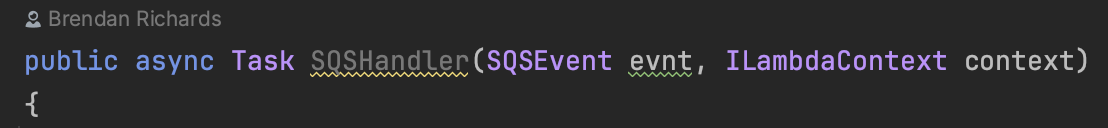 Brendan Richards
public async Task SQSHandler(SQSEvent evnt, ILambdaContext context)
{